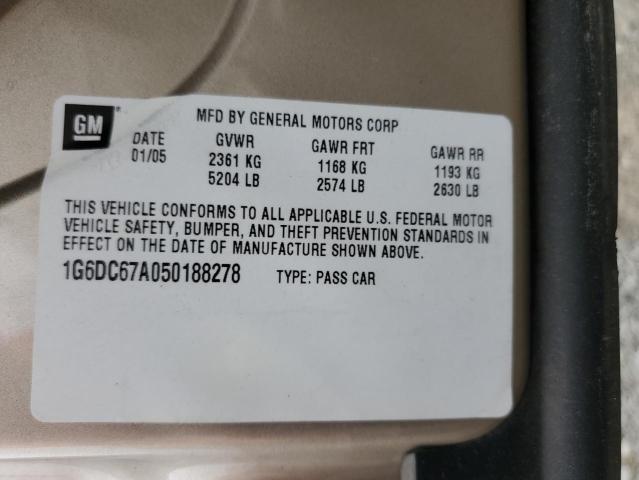 GM
MFD BY GENERAL MOTORS CORP
DATE GVWR GAWR FRT GAWR RR
01/05 2361 KG 1168 KG 1193 KG
5204 LB 2574 LB 2630 LB
THIS VEHICLE CONFORMS TO ALL APPLICABLE U.S. FEDERAL MOTOR
VEHICLE SAFETY, BUMPER, AND THEFT PREVENTION STANDARDS IN
EFFECT ON THE DATE OF MANUFACTURE SHOWN ABOVE.
1G6DC67A050188278 TYPE: PASS CAR